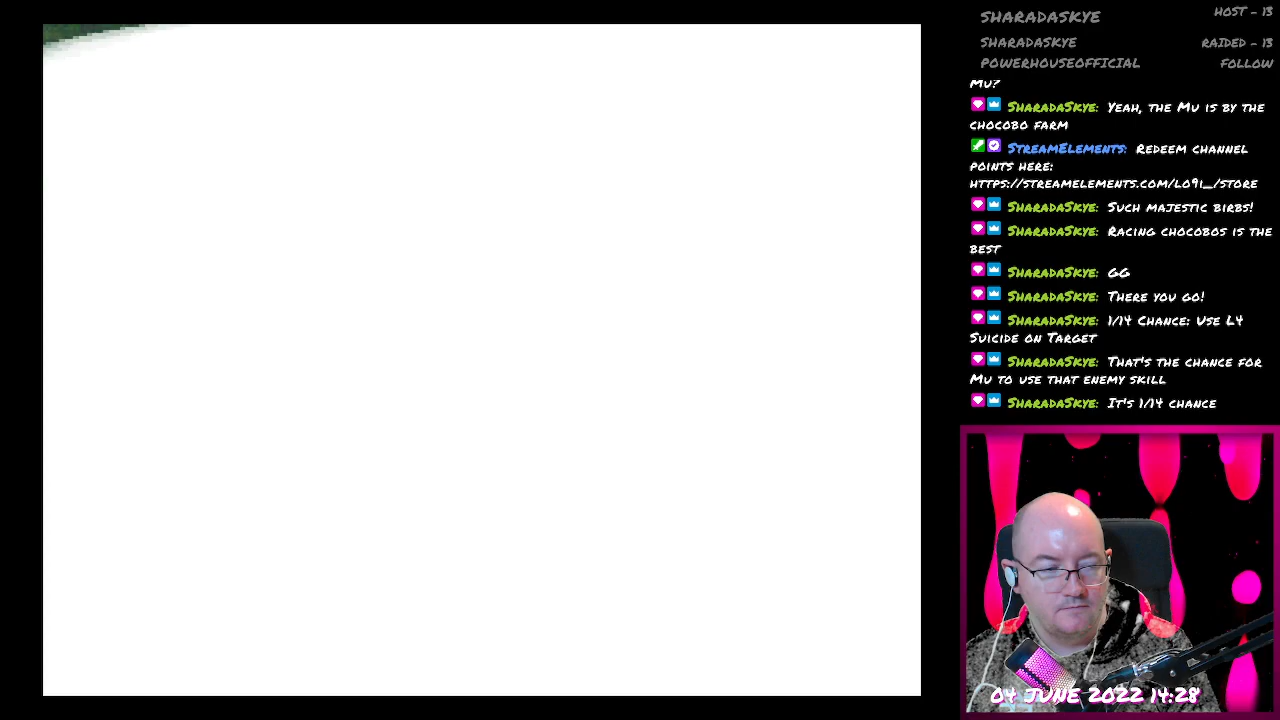 SHARADASKYE HOST - 13
SHARADASKYE RAIDED - 13
POWERHOUSEOFFICIAL FOLLOW
MU?
SHARADASKYE: YEAH, THE MU IS BY THE
CHOCOBO FARM
STREAMELEMENTS: REDEEM CHANNEL
POINTS HERE:
HTTPS://STREAMELEMENTS.COM/LO9I_/STORE
SHARADASKYE: SUCH MAJESTIC BIRBS!
SHARADASKYE: RACING CHOCOBOS IS THE
BEST
SHARADASKYE: GG
SHARADASKYE: THERE YOU GO!
SHARADASKYE: 1/14 CHANCE: USE L4
SUICIDE ON TARGET
SHARADASKYE: THAT'S THE CHANCE FOR
MU TO USE THAT ENEMY SKILL
SHARADASKYE: IT'S 1/14 CHANCE
04 JUNE 2022 14:28